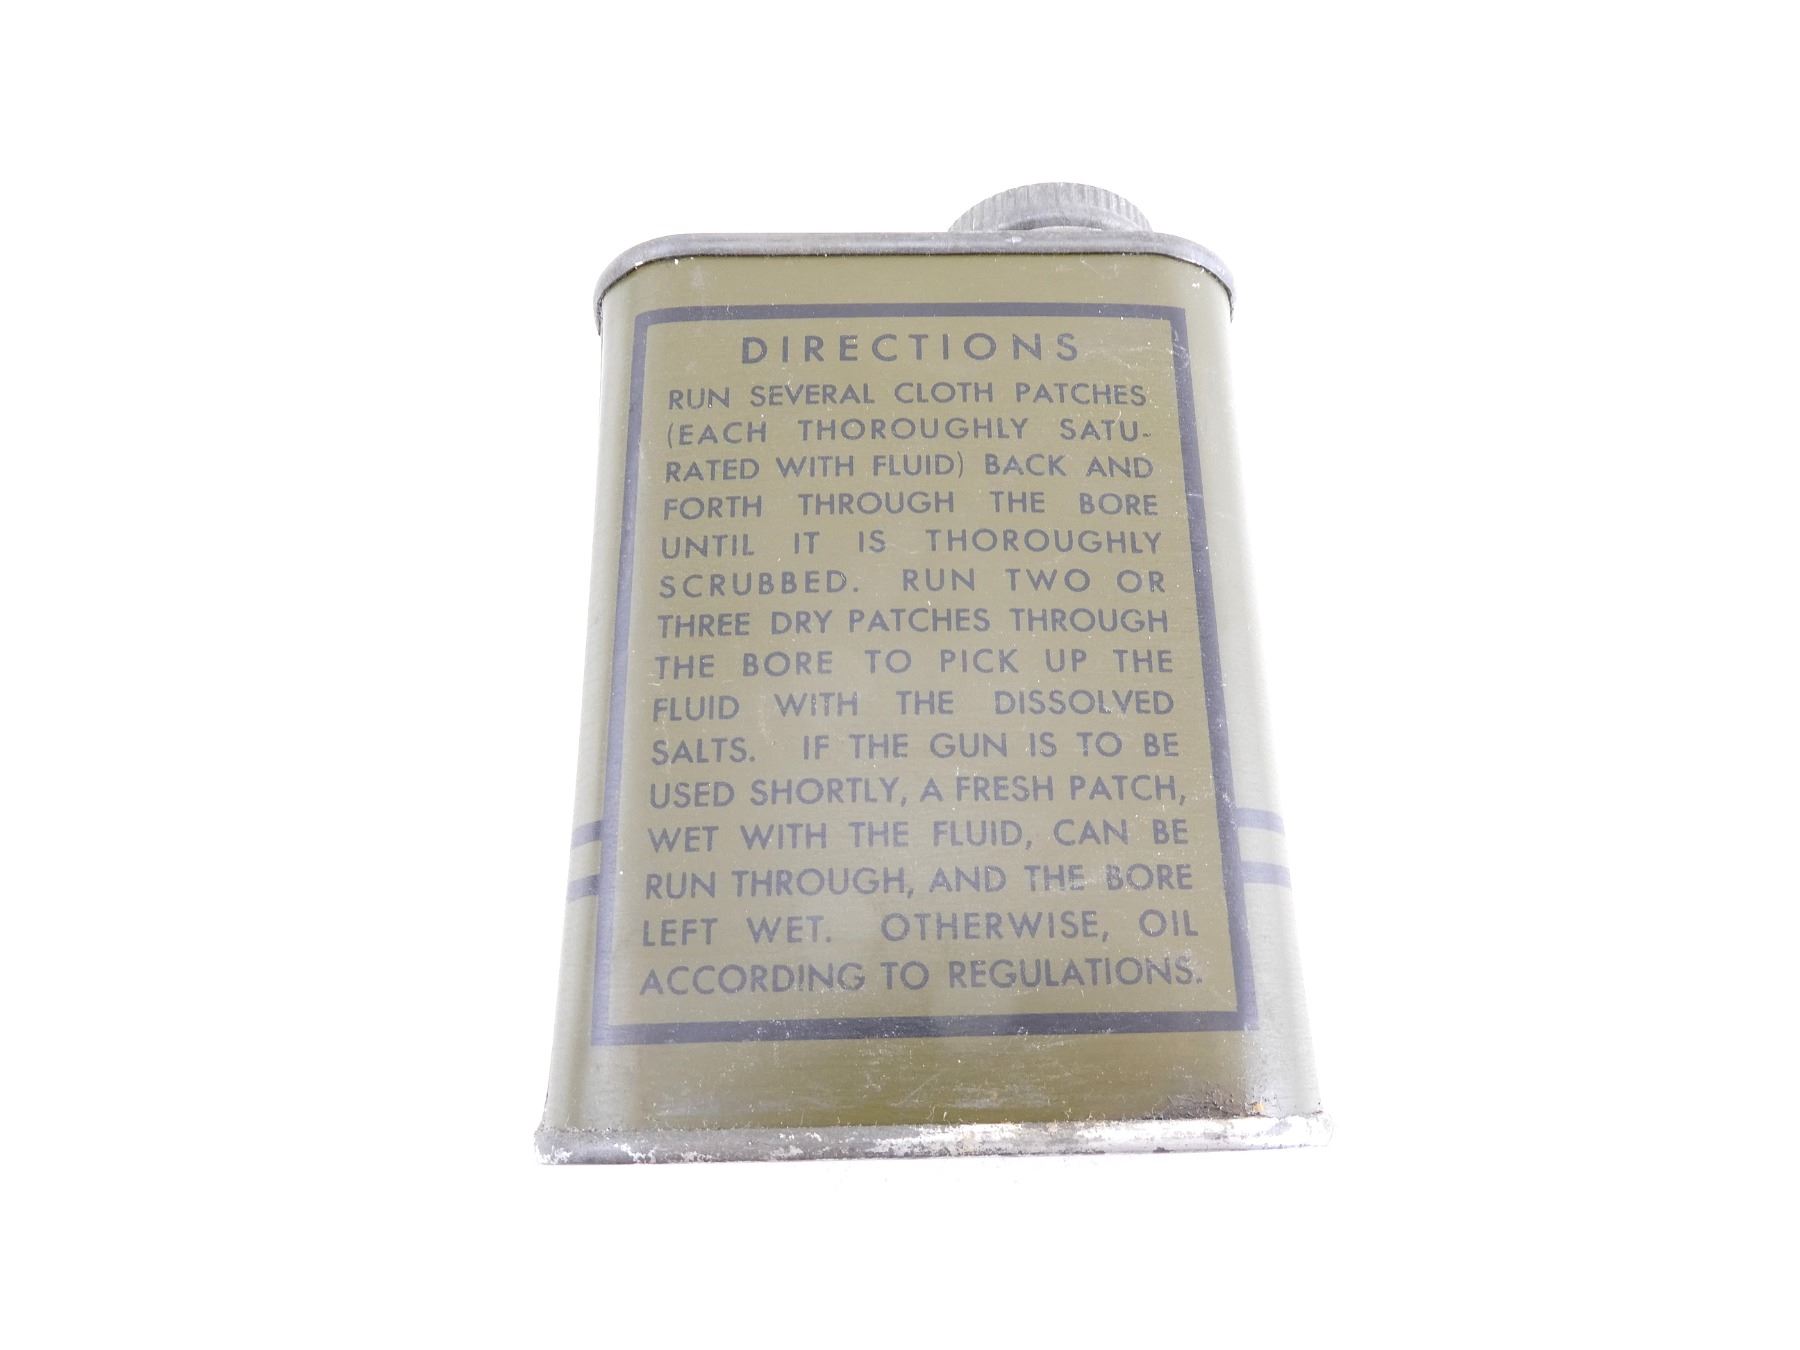 DIRECTIONS
RUN SEVERAL CLOTH PATCHES
(EACH THOROUGHLY SATU-
RATED WITH FLUID) BACK AND
FORTH THROUGH THE BORE
UNTIL IT IS THOROUGHLY
SCRUBBED. RUN TWO OR
THREE DRY PATCHES THROUGH
THE BORE TO PICK UP THE
FLUID WITH THE DISSOLVED
SALTS. IF THE GUN IS TO BE
USED SHORTLY, A FRESH PATCH,
WET WITH THE FLUID, CAN BE
RUN THROUGH, AND THE BORE
LEFT WET. OTHERWISE, OIL
ACCORDING TO REGULATIONS.